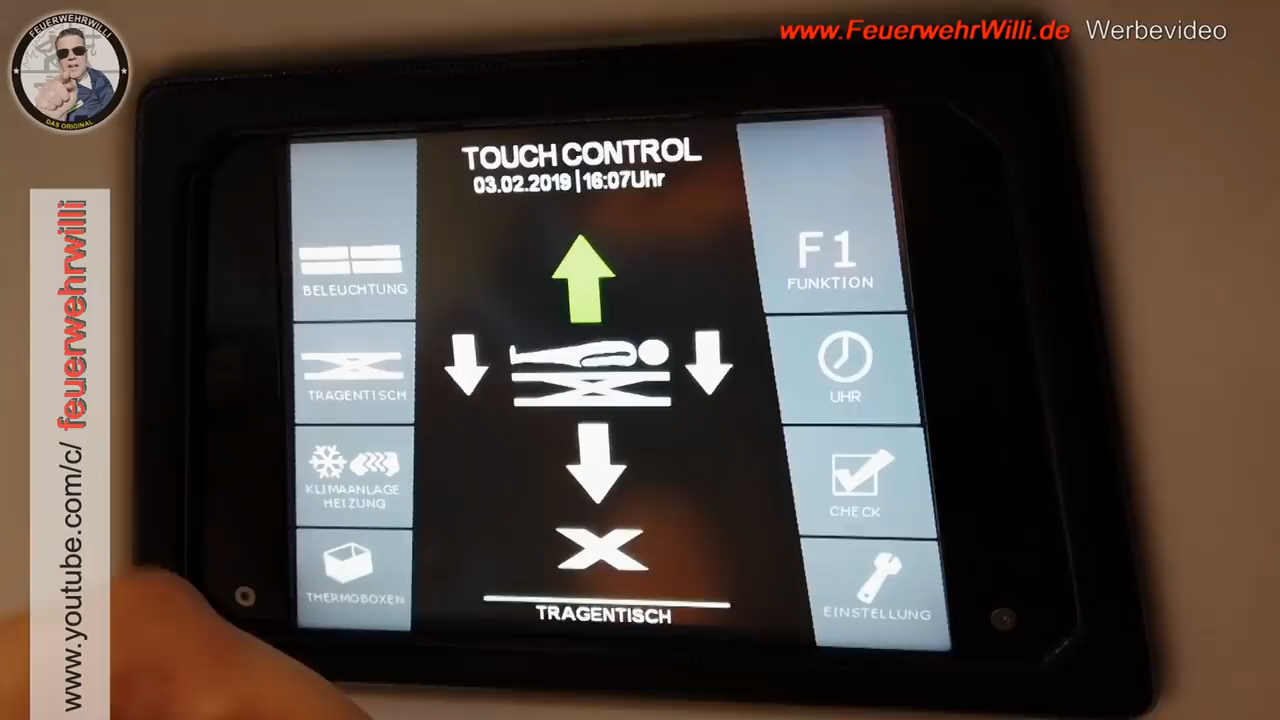 FEUERWEHRWILLI
DAS ORIGINAL
www.FeuerwehrWilli.de Werbevideo
www.youtube.com/c/feuerwehrwilli
TOUCH CONTROL
03.02.2019 | 16:07Uhr
BELEUCHTUNG
TRAGENTISCH
KLIMAANLAGE
HEIZUNG
THERMOBOXEN
TRAGENTISCH
F1
FUNKTION
UHR
CHECK
EINSTELLUNG